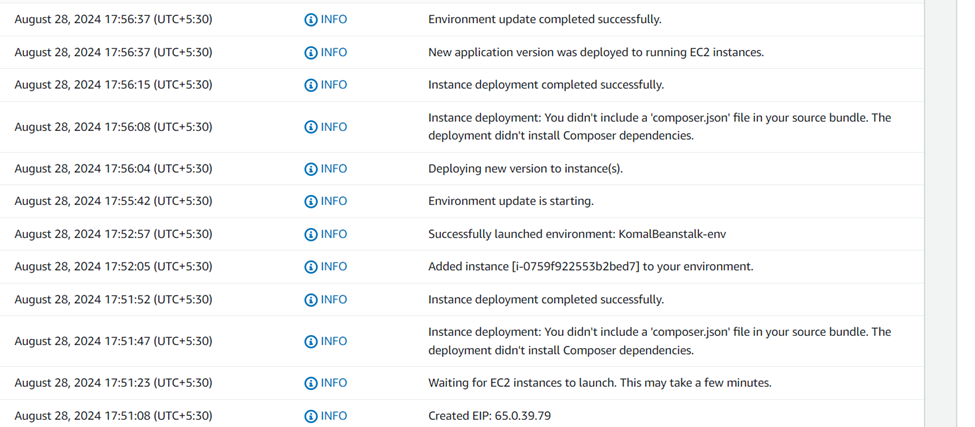 August 28, 2024 17:56:37 (UTC+5:30) INFO Environment update completed successfully.
August 28, 2024 17:56:37 (UTC+5:30) INFO New application version was deployed to running EC2 instances.
August 28, 2024 17:56:15 (UTC+5:30) INFO Instance deployment completed successfully.
August 28, 2024 17:56:08 (UTC+5:30) INFO Instance deployment: You didn't include a 'composer.json' file in your source bundle. The
deployment didn't install Composer dependencies.
August 28, 2024 17:56:04 (UTC+5:30) INFO Deploying new version to instance(s).
August 28, 2024 17:55:42 (UTC+5:30) INFO Environment update is starting.
August 28, 2024 17:52:57 (UTC+5:30) INFO Successfully launched environment: KomalBeanstalk-env
August 28, 2024 17:52:05 (UTC+5:30) INFO Added instance [i-0759f922553b2bed7] to your environment.
August 28, 2024 17:51:52 (UTC+5:30) INFO Instance deployment completed successfully.
August 28, 2024 17:51:47 (UTC+5:30) INFO Instance deployment: You didn't include a 'composer.json' file in your source bundle. The
deployment didn't install Composer dependencies.
August 28, 2024 17:51:23 (UTC+5:30) INFO Waiting for EC2 instances to launch. This may take a few minutes.
August 28, 2024 17:51:08 (UTC+5:30) INFO Created EIP: 65.0.39.79